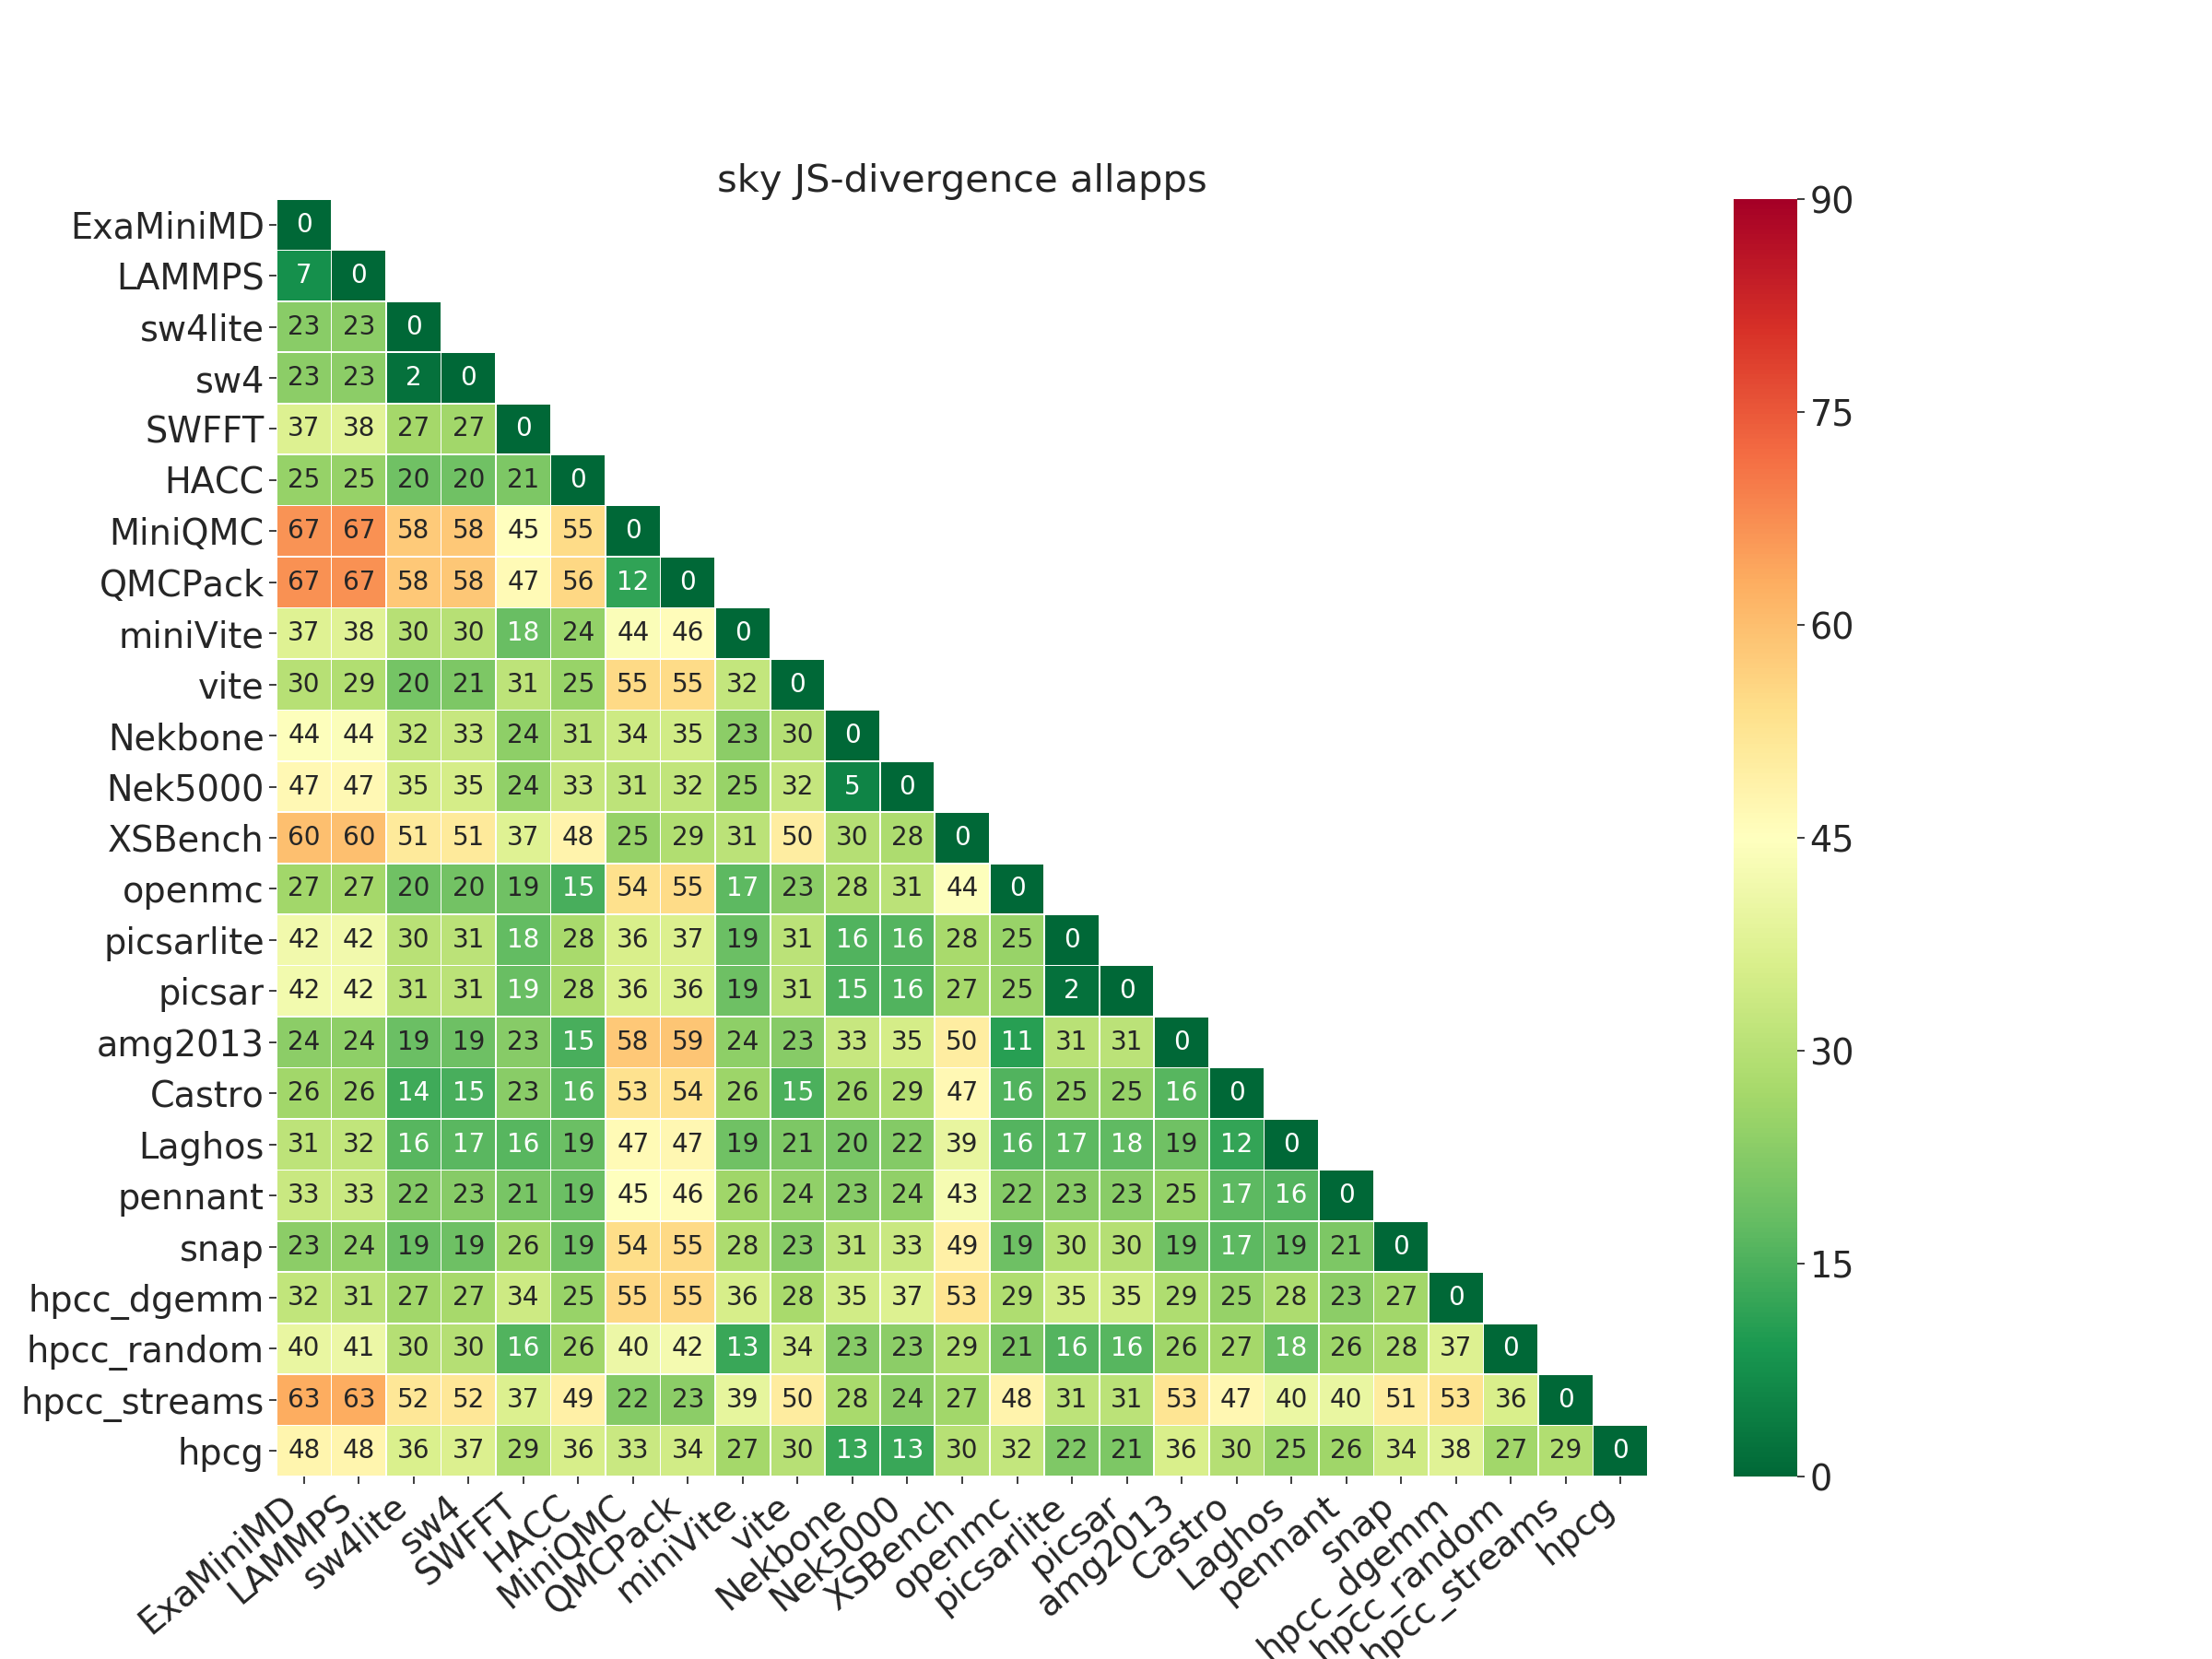 sky JS-divergence allapps
ExaMiniMD 0
LAMMPS 7 0
sw4lite 23 23 0
sw4 23 23 2 0
SWFFT 37 38 27 27 0
HACC 25 25 20 20 21 0
MiniQMC 67 67 58 58 45 55 0
QMCPack 67 67 58 58 47 56 12 0
miniVite 37 38 30 30 18 24 44 46 0
vite 30 29 20 21 31 25 55 55 32 0
Nekbone 44 44 32 33 24 31 34 35 23 30 0
Nek5000 47 47 35 35 24 33 31 32 25 32 5 0
XSBench 60 60 51 51 37 48 25 29 31 50 30 28 0
openmc 27 27 20 20 19 15 54 55 17 23 28 31 44 0
picsarlite 42 42 30 31 18 28 36 37 19 31 16 16 28 25 0
picsar 42 42 31 31 19 28 36 36 19 31 15 16 27 25 2 0
amg2013 24 24 19 19 23 15 58 59 24 23 33 35 50 11 31 31 0
Castro 26 26 14 15 23 16 53 54 26 15 26 29 47 16 25 25 16 0
Laghos 31 32 16 17 16 19 47 47 19 21 20 22 39 16 17 18 19 12 0
pennant 33 33 22 23 21 19 45 46 26 24 23 24 43 22 23 23 25 17 16 0
snap 23 24 19 19 26 19 54 55 28 23 31 33 49 19 30 30 19 17 19 21 0
hpcc_dgemm 32 31 27 27 34 25 55 55 36 28 35 37 53 29 35 35 29 25 28 23 27 0
hpcc_random 40 41 30 30 16 26 40 42 13 34 23 23 29 21 16 16 26 27 18 26 28 37 0
hpcc_streams 63 63 52 52 37 49 22 23 39 50 28 24 27 48 31 31 53 47 40 40 51 53 36 0
hpcg 48 48 36 37 29 36 33 34 27 30 13 13 30 32 22 21 36 30 25 26 34 38 27 29 0
ExaMiniMD
LAMMPS
sw4lite
sw4
SWFFT
HACC
MiniQMC
QMCPack
miniVite
vite
Nekbone
Nek5000
XSBench
openmc
picsarlite
picsar
amg2013
Castro
Laghos
pennant
snap
hpcc_dgemm
hpcc_random
hpcc_streams
hpcg
90
75
60
45
30
15
0